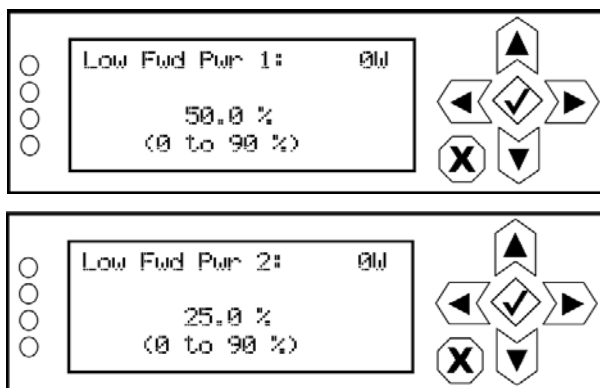 Low Fwd Pwr 1: 0W
50.0 %
(0 to 90 %)
X
Low Fwd Pwr 2: 0W
25.0 %
(0 to 90 %)
X